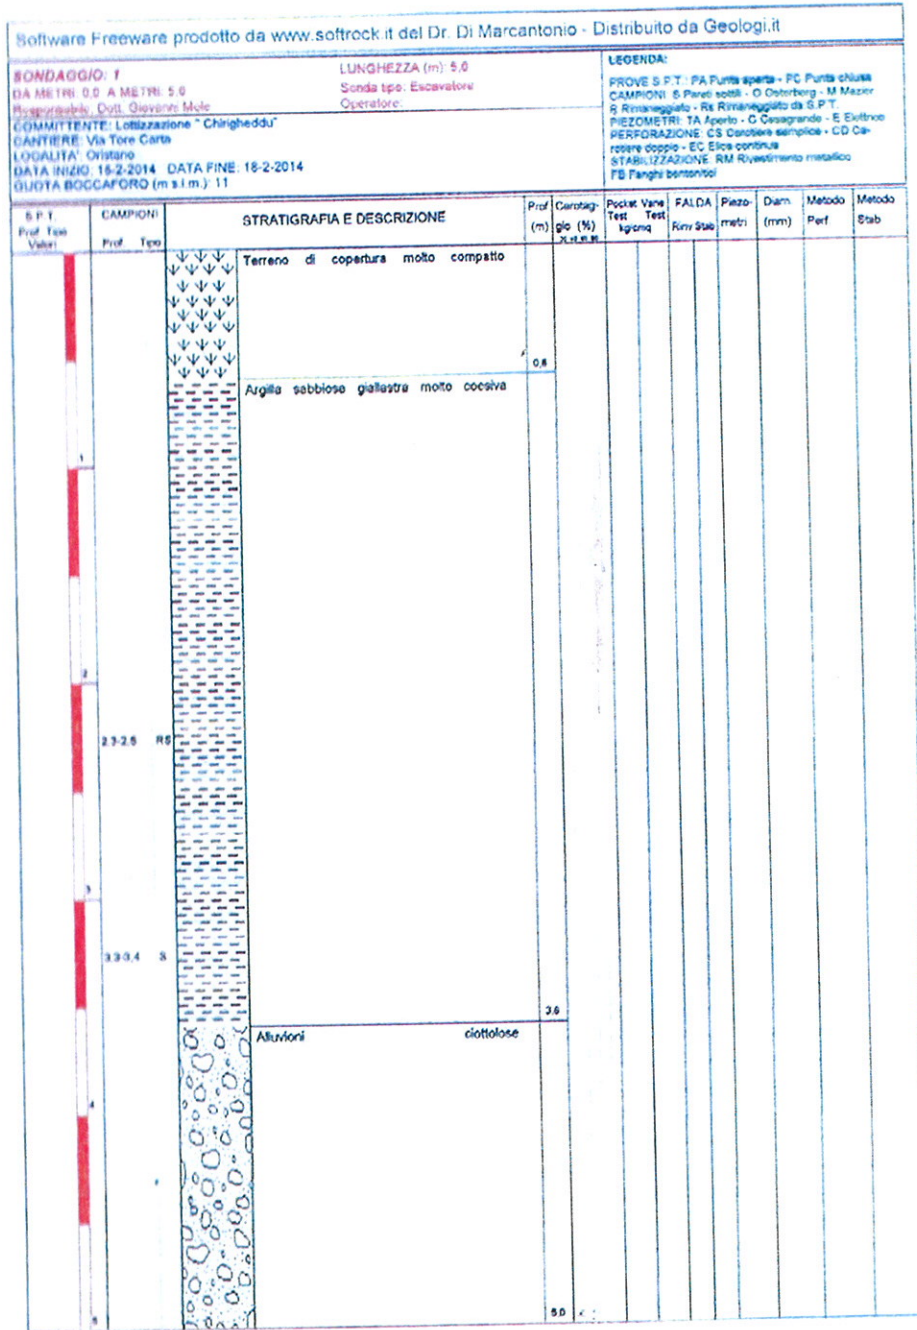 Software Freeware prodotto da www.softrock.it del Dr. Di Marcantonio - Distribuito da Geologi.it
SONDAGGIO: 1
DA METRI: 0,0 A METRI: 5,0
Responsabile: Dott. Giovanni Mele
LUNGHEZZA (m): 5,0
Sonda tipo: Escavatore
Operatore:
COMMITTENTE: Lottizzazione " Chirigheddu"
CANTIERE: Via Tore Carta
LOCALITA': Oristano
DATA INIZIO: 18-2-2014 DATA FINE: 18-2-2014
QUOTA BOCCAFORO (m s.l.m.): 11
LEGENDA:
PROVE S.P.T.: PA Punta aperta - PC Punta chiusa
CAMPIONI: S Pareti sottili - O Osterberg - M Mazier
R Rimaneggiato - Rs Rimaneggiato da S.P.T.
PIEZOMETRI: TA Aperto - C Casagrande - E Elettrico
PERFORAZIONE: CS Carotiere semplice - CD Ca-
rotiere doppio - EC Elica continua
STABILIZZAZIONE: RM Rivestimento metallico
FB Fanghi bentonitici
S.P.T.
Prof. Tipo
Valori
CAMPIONI
Prof. Tipo
STRATIGRAFIA E DESCRIZIONE
Prof
(m)
Carotag-
gio (%)
Pocket Vane
Test Test
kg/cmq
FALDA
Rinv Stab
Piezo-
metri
Diam
(mm)
Metodo
Perf
Metodo
Stab
Terreno di copertura molto compatto
Argilla sabbiosa giallastra molto coesiva
1
2
2.3-2.5 RS
3
3.3-3.4 S
3.6
Alluvioni ciottolose
4
5
5.0